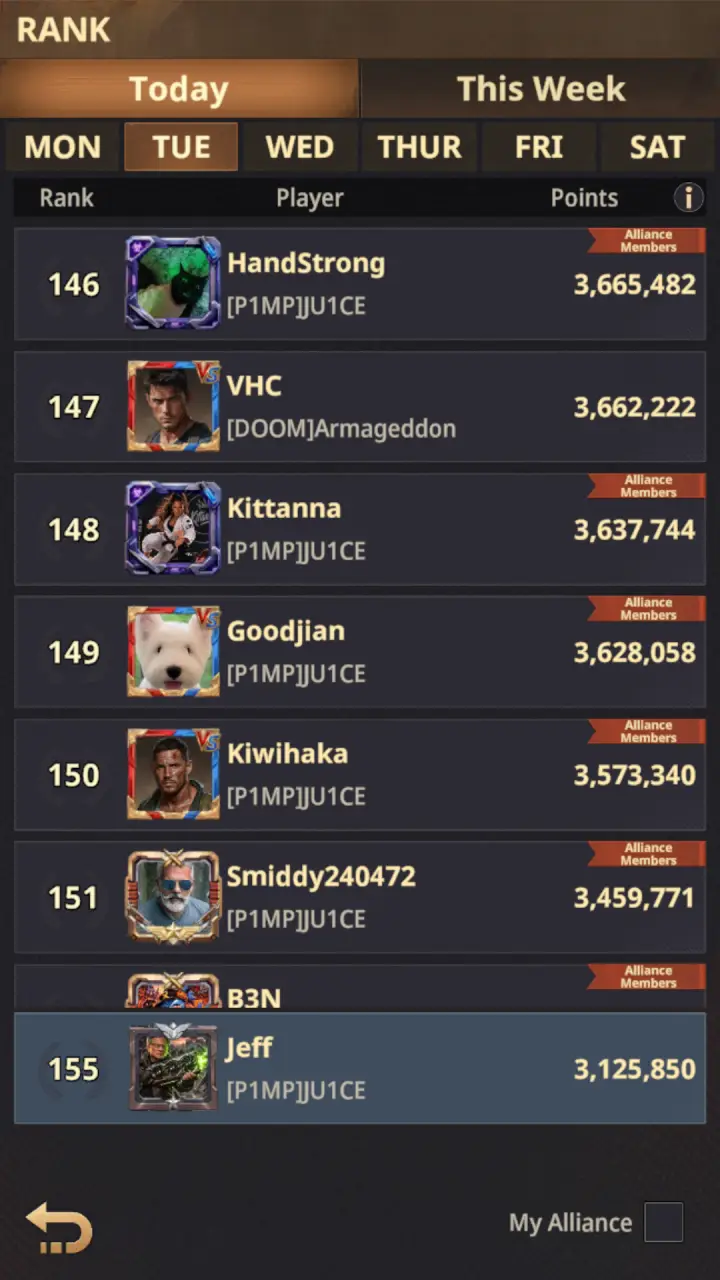 RANK
Today
This Week
MON
TUE
WED
THUR
FRI
SAT
Rank
Player
Points
i
Alliance
Members
146
HandStrong
[P1MP]JU1CE
3,665,482
VS
147
VHC
[DOOM]Armageddon
3,662,222
Alliance
Members
148
Kittanna
[P1MP]JU1CE
3,637,744
Alliance
Members
VS
149
Goodjian
[P1MP]JU1CE
3,628,058
Alliance
Members
VS
150
Kiwihaka
[P1MP]JU1CE
3,573,340
Alliance
Members
151
Smiddy240472
[P1MP]JU1CE
3,459,771
Alliance
Members
B3N
155
Jeff
[P1MP]JU1CE
3,125,850
My Alliance